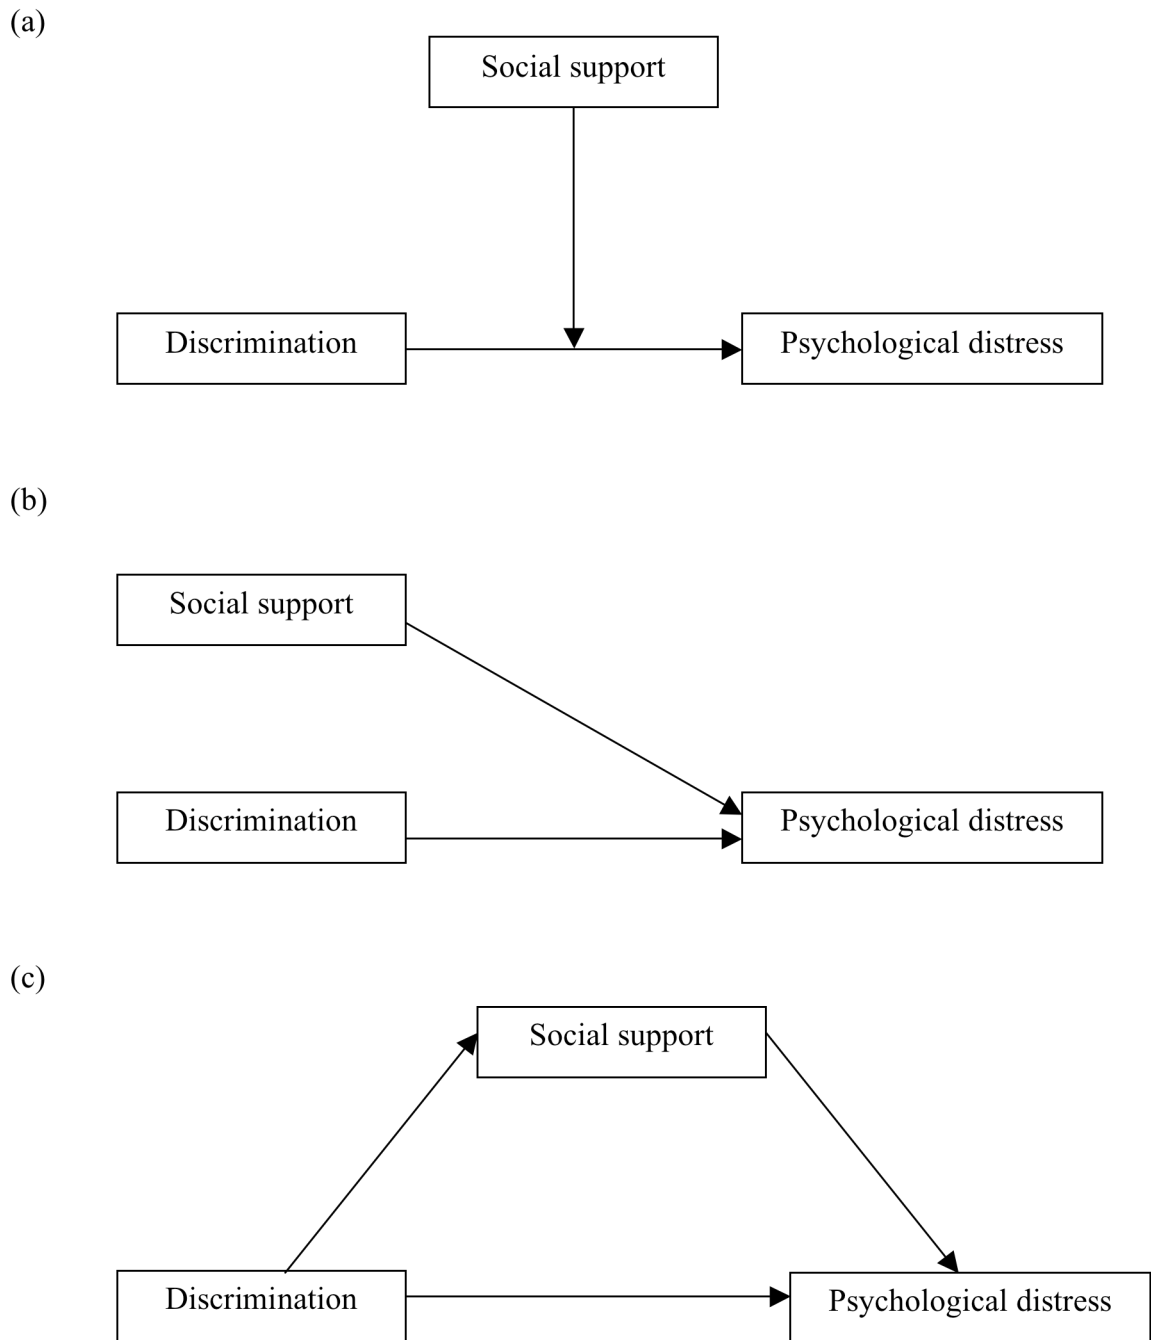 (a)
Social support
Discrimination
Psychological distress
(b)
Social support
Discrimination
Psychological distress
(c)
Social support
Discrimination
Psychological distress